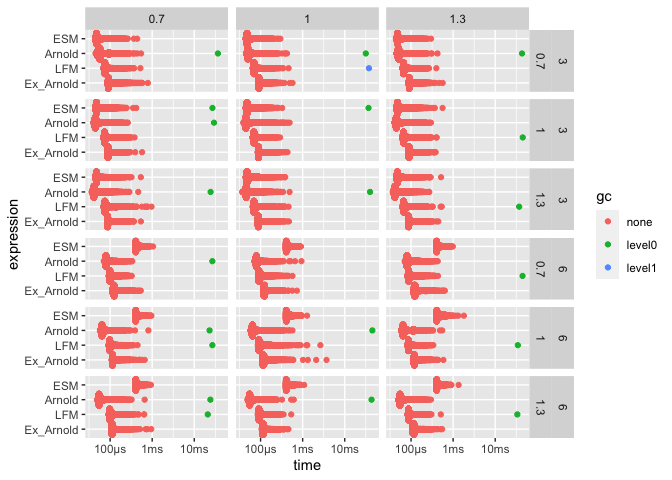 0.7 1 1.3
ESM
Arnold
LFM
Ex_Arnold
0.7 3
ESM
Arnold
LFM
Ex_Arnold
1 3
ESM
Arnold
LFM
Ex_Arnold
1.3 3
ESM
Arnold
LFM
Ex_Arnold
0.7 6
ESM
Arnold
LFM
Ex_Arnold
1 6
ESM
Arnold
LFM
Ex_Arnold
1.3 6
expression
100µs 1ms 10ms 100µs 1ms 10ms 100µs 1ms 10ms
time
gc
none
level0
level1